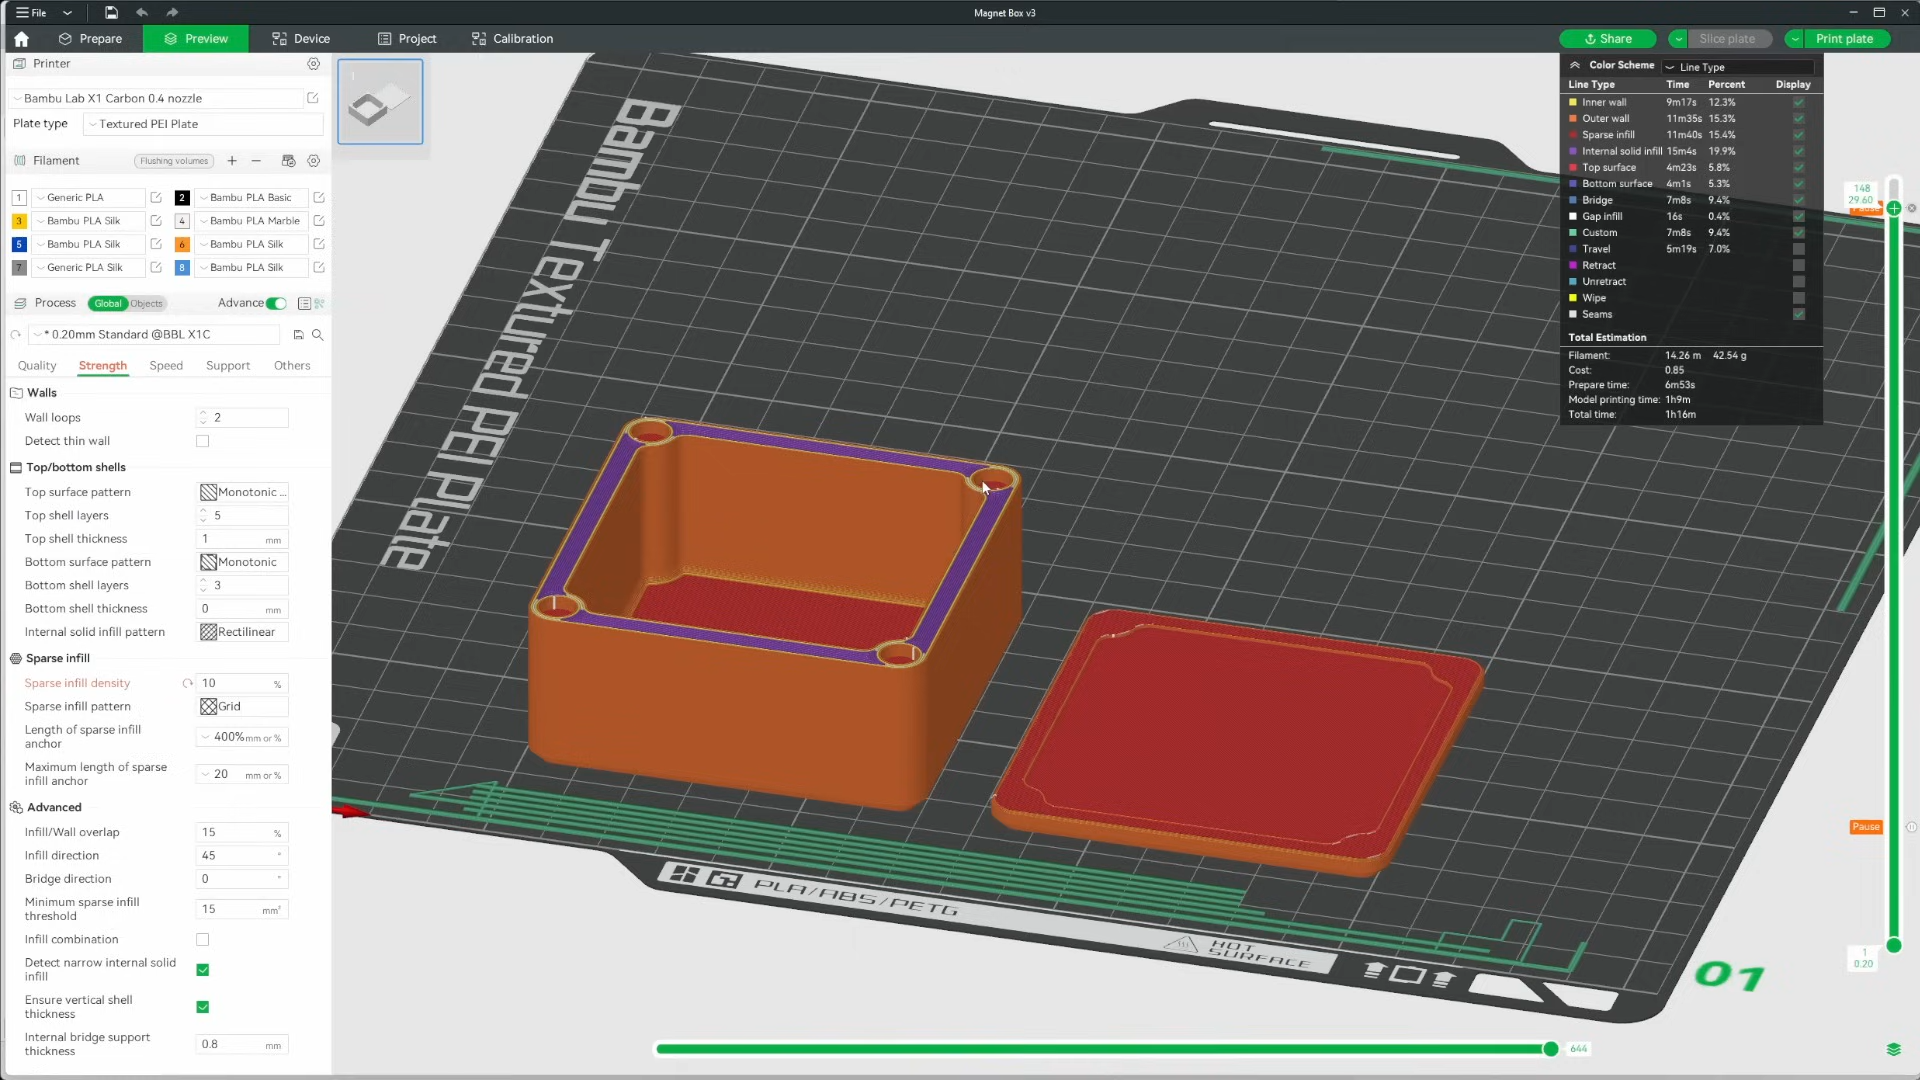 File
Magnet Box v3
Prepare
Preview
Device
Project
Calibration
Share
Slice plate
Print plate
Printer
Bambu Lab X1 Carbon 0.4 nozzle
Plate type
Textured PEI Plate
Filament
Flushing volumes
1 Generic PLA
2 Bambu PLA Basic
3 Bambu PLA Silk
4 Bambu PLA Marble
5 Bambu PLA Silk
6 Bambu PLA Silk
7 Generic PLA Silk
8 Bambu PLA Silk
Process
Global
Objects
Advance
* 0.20mm Standard @BBL X1C
Quality
Strength
Speed
Support
Others
Walls
Wall loops 2
Detect thin wall
Top/bottom shells
Top surface pattern Monotonic ...
Top shell layers 5
Top shell thickness 1 mm
Bottom surface pattern Monotonic
Bottom shell layers 3
Bottom shell thickness 0 mm
Internal solid infill pattern Rectilinear
Sparse infill
Sparse infill density 10 %
Sparse infill pattern Grid
Length of sparse infill
anchor 400% mm or %
Maximum length of sparse
infill anchor 20 mm or %
Advanced
Infill/Wall overlap 15 %
Infill direction 45 °
Bridge direction 0 °
Minimum sparse infill
threshold 15 mm²
Infill combination
Detect narrow internal solid
infill
Ensure vertical shell
thickness
Internal bridge support
thickness 0.8 mm
1
Bambu Textured PEI Plate
PLA/ABS/PETG
HOT
SURFACE
01
Color Scheme Line Type
Line Type Time Percent Display
Inner wall 9m17s 12.3%
Outer wall 11m35s 15.3%
Sparse infill 11m40s 15.4%
Internal solid infill 15m4s 19.9%
Top surface 4m23s 5.8%
Bottom surface 4m1s 5.3%
Bridge 7m8s 9.4%
Gap infill 16s 0.4%
Custom 7m8s 9.4%
Travel 5m19s 7.0%
Retract
Unretract
Wipe
Seams
Total Estimation
Filament: 14.26 m 42.54 g
Cost: 0.85
Prepare time: 6m53s
Model printing time: 1h9m
Total time: 1h16m
148
29.60
Pause
Pause
1
0.20
644